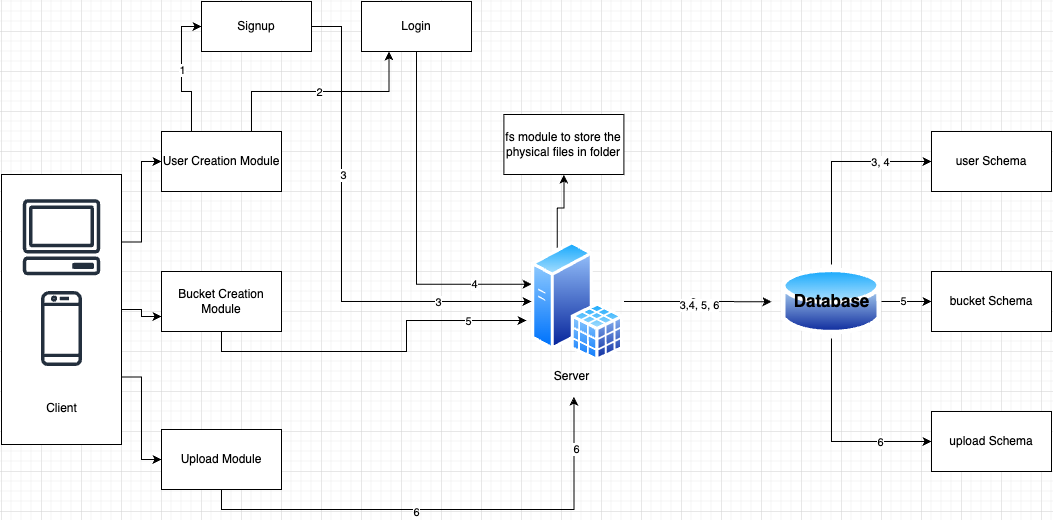 Signup
Login
1
2
fs module to store the
physical files in folder
User Creation Module
3
3, 4
user Schema
Bucket Creation
Module
4
3
5
3,4, 5, 6
Database
5
bucket Schema
Server
Client
Upload Module
6
6
6
upload Schema